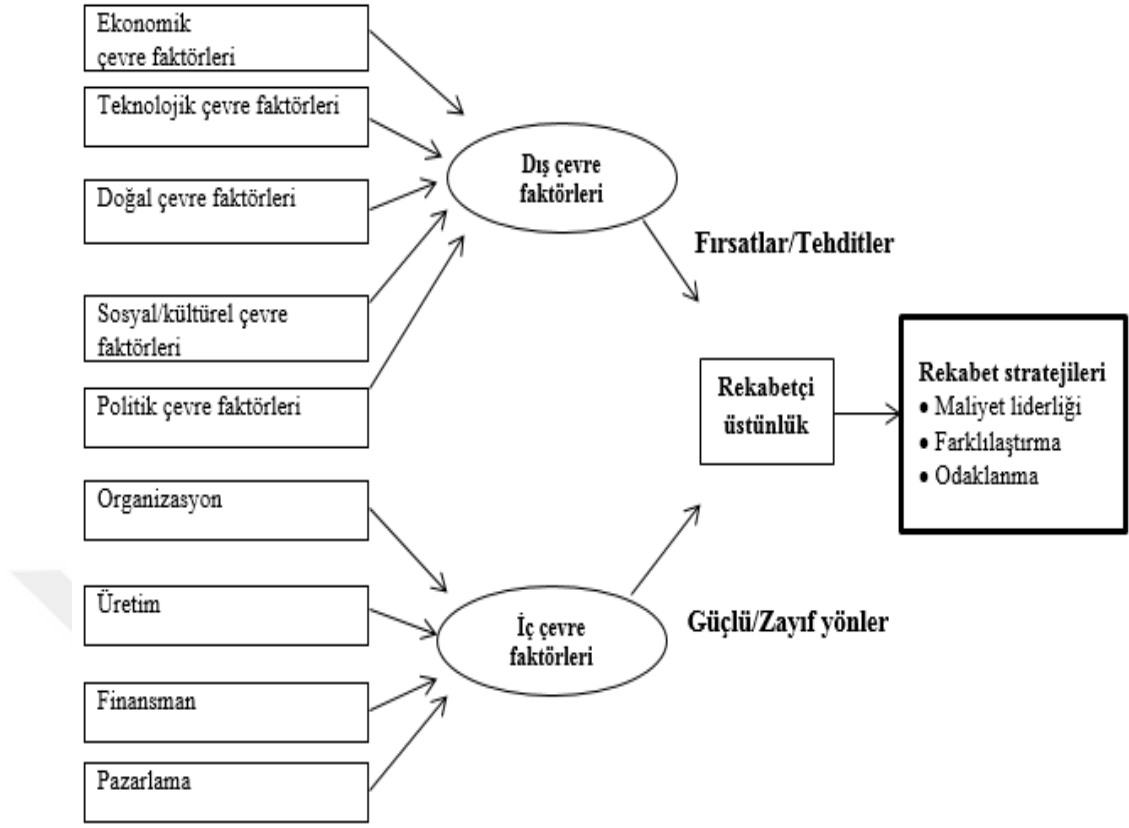 Ekonomik
çevre faktörleri
Teknolojik çevre faktörleri
Doğal çevre faktörleri
Sosyal/kültürel çevre
faktörleri
Politik çevre faktörleri
Organizasyon
Üretim
Finansman
Pazarlama
Dış çevre
faktörleri
İç çevre
faktörleri
Fırsatlar/Tehditler
Güçlü/Zayıf yönler
Rekabetçi
üstünlük
Rekabet stratejileri
● Maliyet liderliği
● Farklılaştırma
● Odaklanma